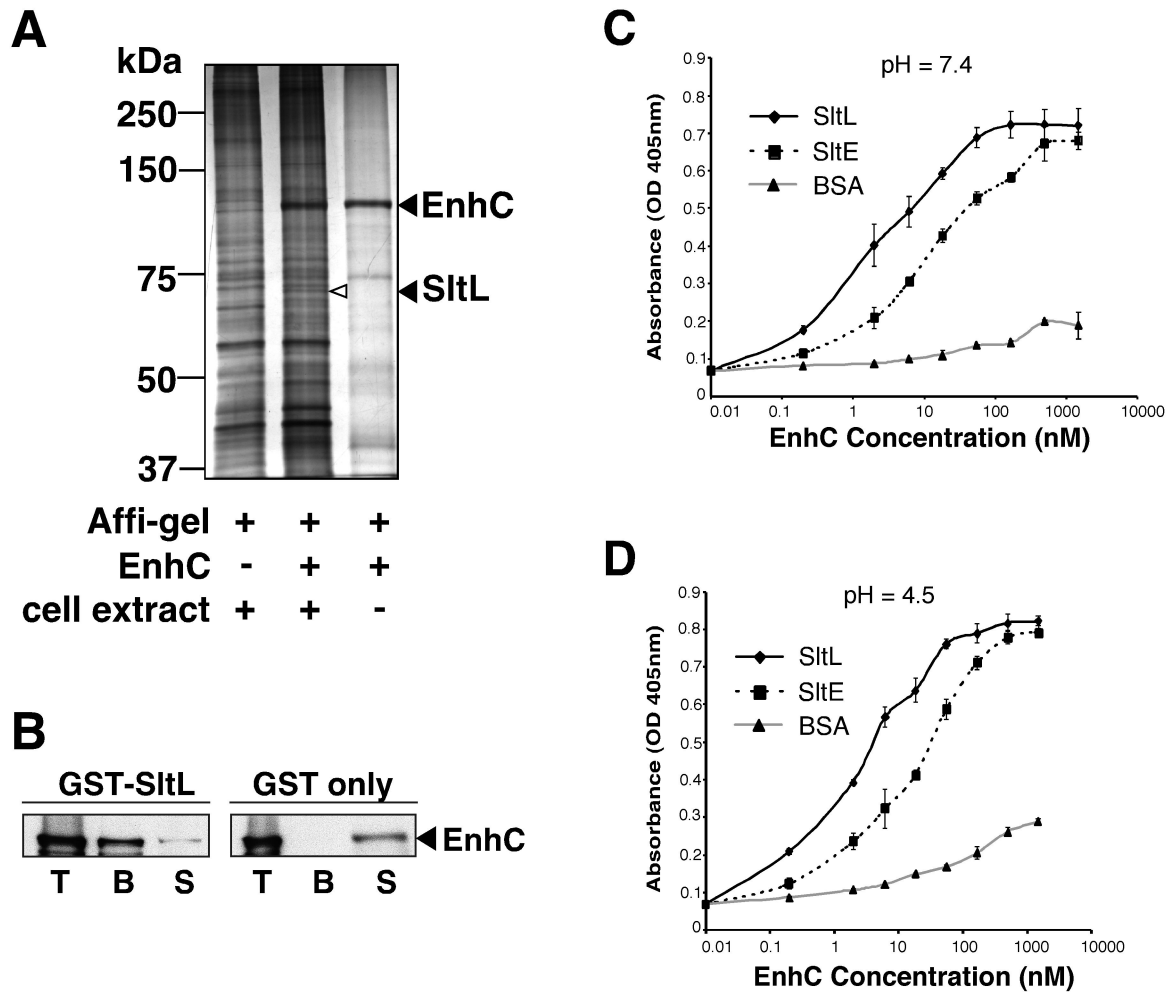 A
kDa
250
150
75
50
37
EnhC
SltL
Affi-gel + + +
EnhC - + +
cell extract + + -
B
GST-SltL GST only
EnhC
T B S T B S
C
pH = 7.4
SltL
SltE
BSA
Absorbance (OD 405nm)
0.9
0.8
0.7
0.6
0.5
0.4
0.3
0.2
0.1
0
0.01 0.1 1 10 100 1000 10000
EnhC Concentration (nM)
D
pH = 4.5
SltL
SltE
BSA
Absorbance (OD 405nm)
0.9
0.8
0.7
0.6
0.5
0.4
0.3
0.2
0.1
0
0.01 0.1 1 10 100 1000 10000
EnhC Concentration (nM)